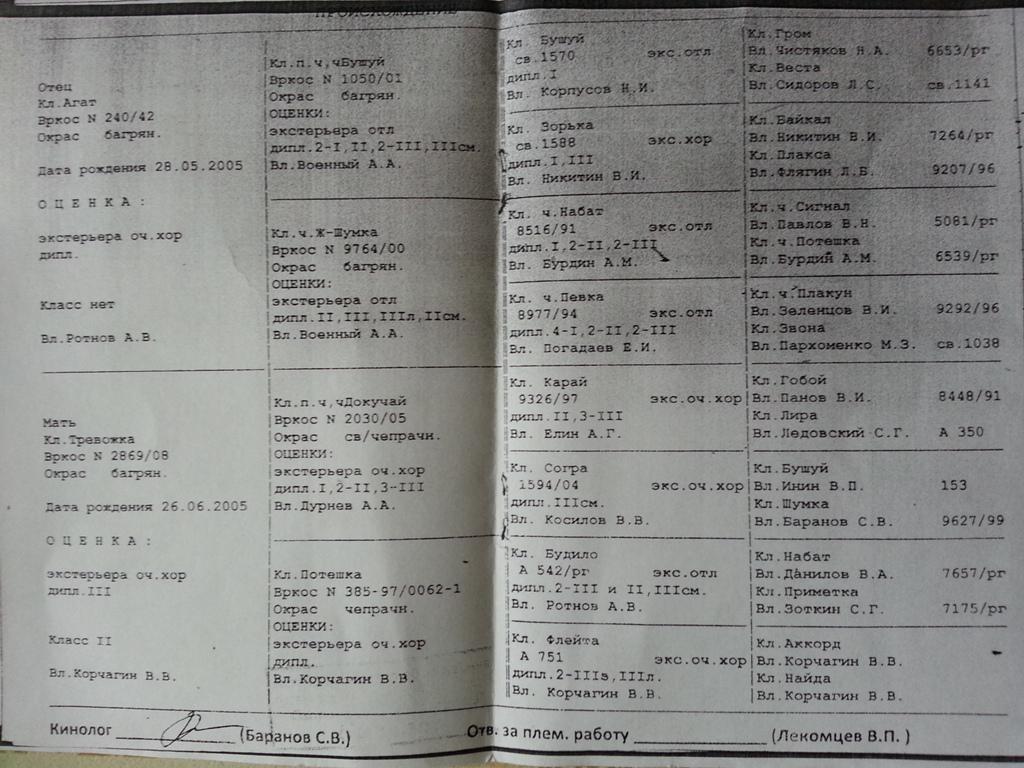 ПРОИСХОЖДЕНИЕ
Отец
Кл.Агат
Вркос N 240/42
Окрас багрян.
Дата рождения 28.05.2005
О Ц Е Н К А :
экстерьера оч.хор
дипл.
Класс нет
Вл.Ротнов А.В.
Мать
Кл.Тревожка
Вркос N 2869/08
Окрас багрян.
Дата рождения 26.06.2005
О Ц Е Н К А :
экстерьера оч.хор
дипл.III
Класс II
Вл.Корчагин В.В.
Кл.п.ч,чБушуй
Вркос N 1050/01
Окрас багрян.
ОЦЕНКИ:
экстерьера отл
дипл.2-I,II,2-III,IIIсм.
Вл.Военный А.А.
Кл.ч.Ж-Шумка
Вркос N 9764/00
Окрас багрян.
ОЦЕНКИ:
экстерьера отл
дипл.II,III,IIIл,IIсм.
Вл.Военный А.А.
Кл.п.ч,чДокучай
Вркос N 2030/05
Окрас св/чепрачн.
ОЦЕНКИ:
экстерьера оч.хор
дипл.I,2-II,3-III
Вл.Дурнев А.А.
Кл.Потешка
Вркос N 385-97/0062-1
Окрас чепрачн.
ОЦЕНКИ:
экстерьера оч.хор
дипл.
Вл.Корчагин В.В.
Кл. Бушуй
св.1570 экс.отл
дипл.I
Вл. Корпусов Н.И.
Кл. Зорька
св.1588 экс.хор
дипл.I,III
Вл. Никитин В.И.
Кл. ч.Набат
8516/91 экс.отл
дипл.I,2-II,2-III
Вл. Бурдин А.М.
Кл. ч.Певка
8977/94 экс.отл
дипл.4-I,2-II,2-III
Вл. Погадаев Е.И.
Кл. Карай
9326/97 экс.оч.хор
дипл.II,3-III
Вл. Елин А.Г.
Кл. Согра
1594/04 экс.оч.хор
дипл.IIIсм.
Вл. Косилов В.В.
Кл. Будило
А 542/рг экс.отл
дипл.2-III и II,IIIсм.
Вл. Ротнов А.В.
Кл. Флейта
А 751 экс.оч.хор
дипл.2-IIIз,IIIл.
Вл. Корчагин В.В.
Кл.Гром
Вл.Чистяков Н.А. 6653/рг
Кл.Веста
Вл.Сидоров Л.С. св.1141
Кл.Байкал
Вл.Никитин В.И. 7264/рг
Кл.Плакса
Вл.Флягин Л.Б. 9207/96
Кл.ч.Сигнал
Вл.Павлов В.Н. 5081/рг
Кл.ч.Потешка
Вл.Бурдий А.М. 6539/рг
Кл.ч.Плакун
Вл.Зеленцов В.И. 9292/96
Кл.Звона
Вл.Пархоменко М.З. св.1038
Кл.Гобой
Вл.Панов В.И. 8448/91
Кл.Лира
Вл.Ледовский С.Г. А 350
Кл.Бушуй
Вл.Инин В.П. 153
Кл.Шумка
Вл.Баранов С.В. 9627/99
Кл.Набат
Вл.Данилов В.А. 7657/рг
Кл.Приметка
Вл.Зоткин С.Г. 7175/рг
Кл.Аккорд
Вл.Корчагин В.В.
Кл.Найда
Вл.Корчагин В.В.
Кинолог ____________ (Баранов С.В.)
Отв. за плем. работу ______________ (Лекомцев В.П. )